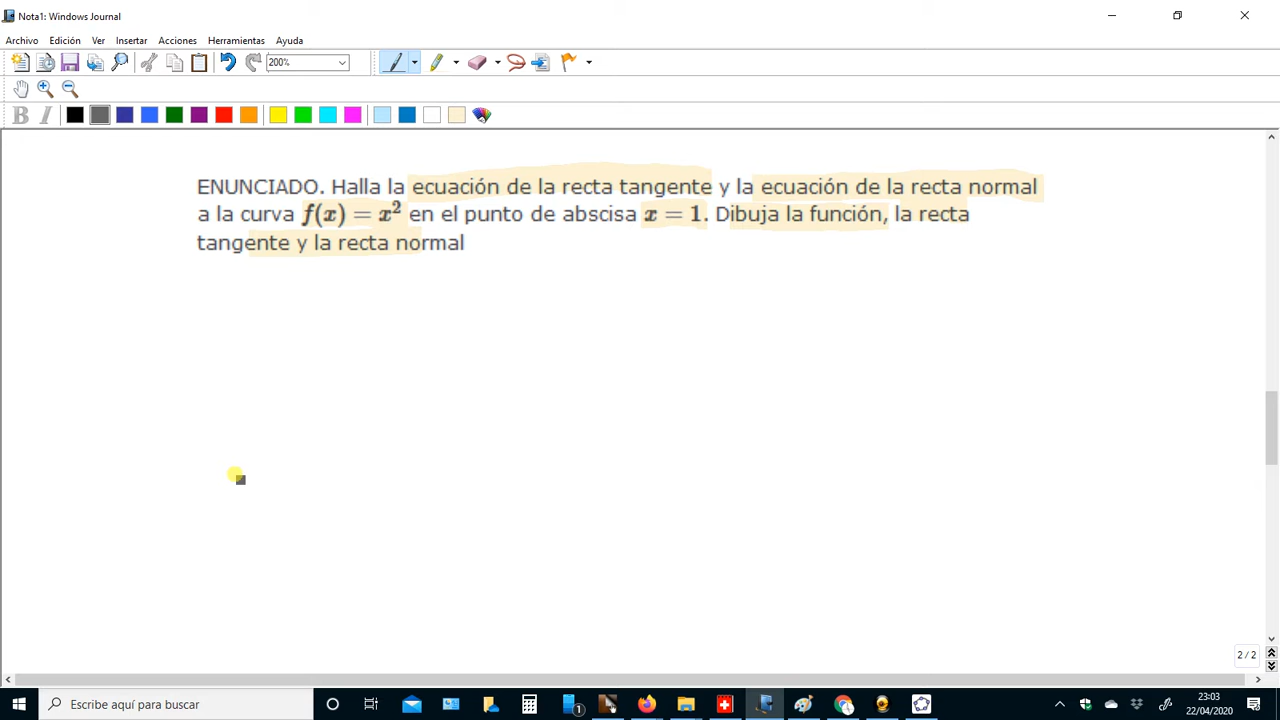 Nota1: Windows Journal
Archivo Edición Ver Insertar Acciones Herramientas Ayuda
200%
B I
ENUNCIADO. Halla la ecuación de la recta tangente y la ecuación de la recta normal
a la curva f(x) = x² en el punto de abscisa x = 1. Dibuja la función, la recta
tangente y la recta normal
2 / 2
Escribe aquí para buscar
1
23:03
22/04/2020